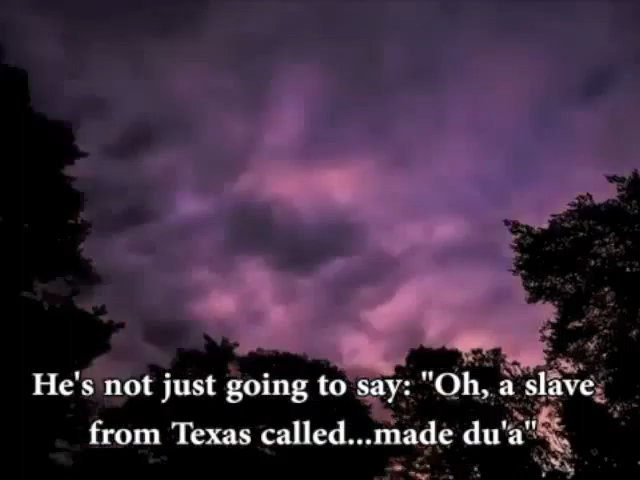 He's not just going to say: "Oh, a slave
from Texas called...made du'a"